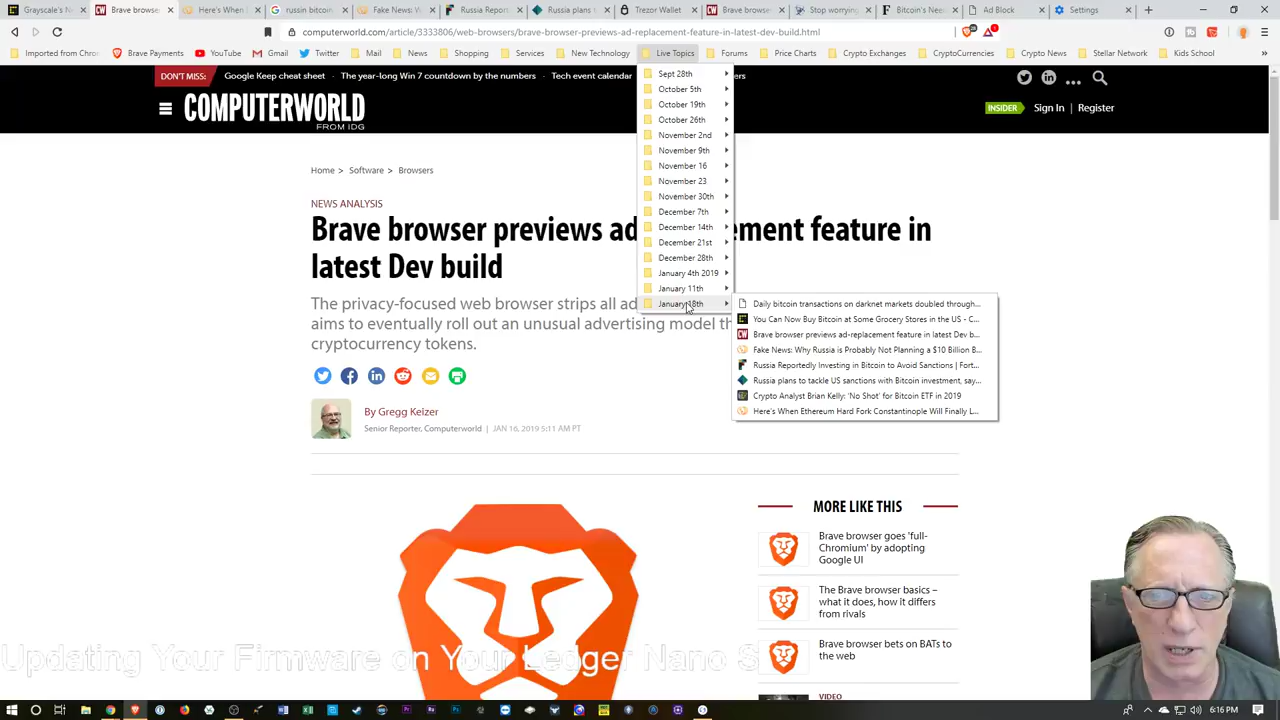 Grayscale's N
Brave brows
Here's When
russin bitcoin
Fake News: W
Russia Report
Russia plans
Trezor Wallet
Brave browse
Stop worrying
Bitcoin's Nee
Ad Block
Settings
computerworld.com/article/3333806/web-browsers/brave-browser-previews-ad-replacement-feature-in-latest-dev-build.html
Imported from Chro
Brave Payments
YouTube
Gmail
Twitter
Mail
News
Shopping
Services
New Technology
Live Topics
Forums
Price Charts
Crypto Exchanges
CryptoCurrencies
Crypto News
Stellar Network
Kids School
DON'T MISS:
Google Keep cheat sheet
The year-long Win 7 countdown by the numbers
Tech event calendar
COMPUTERWORLD
FROM IDG
INSIDER
Sign In | Register
Sept 28th
October 5th
October 19th
October 26th
November 2nd
November 9th
November 16
November 23
November 30th
December 7th
December 14th
December 21st
December 28th
January 4th 2019
January 11th
January 18th
Daily bitcoin transactions on darknet markets doubled through...
You Can Now Buy Bitcoin at Some Grocery Stores in the US - C...
Brave browser previews ad-replacement feature in latest Dev b...
Fake News: Why Russia is Probably Not Planning a $10 Billion B...
Russia Reportedly Investing in Bitcoin to Avoid Sanctions | Fort...
Russia plans to tackle US sanctions with Bitcoin investment, say...
Crypto Analyst Brian Kelly: 'No Shot' for Bitcoin ETF in 2019
Here's When Ethereum Hard Fork Constantinople Will Finally L...
Home > Software > Browsers
NEWS ANALYSIS
Brave browser previews ad ement feature in
latest Dev build
The privacy-focused web browser strips all ad
aims to eventually roll out an unusual advertising model th
cryptocurrency tokens.
By Gregg Keizer
Senior Reporter, Computerworld | JAN 16, 2019 5:11 AM PT
MORE LIKE THIS
Brave browser goes 'full-
Chromium' by adopting
Google UI
The Brave browser basics –
what it does, how it differs
from rivals
Brave browser bets on BATs to
the web
VIDEO
Updating Your Firmware on Your Ledger Nano S
6:16 PM